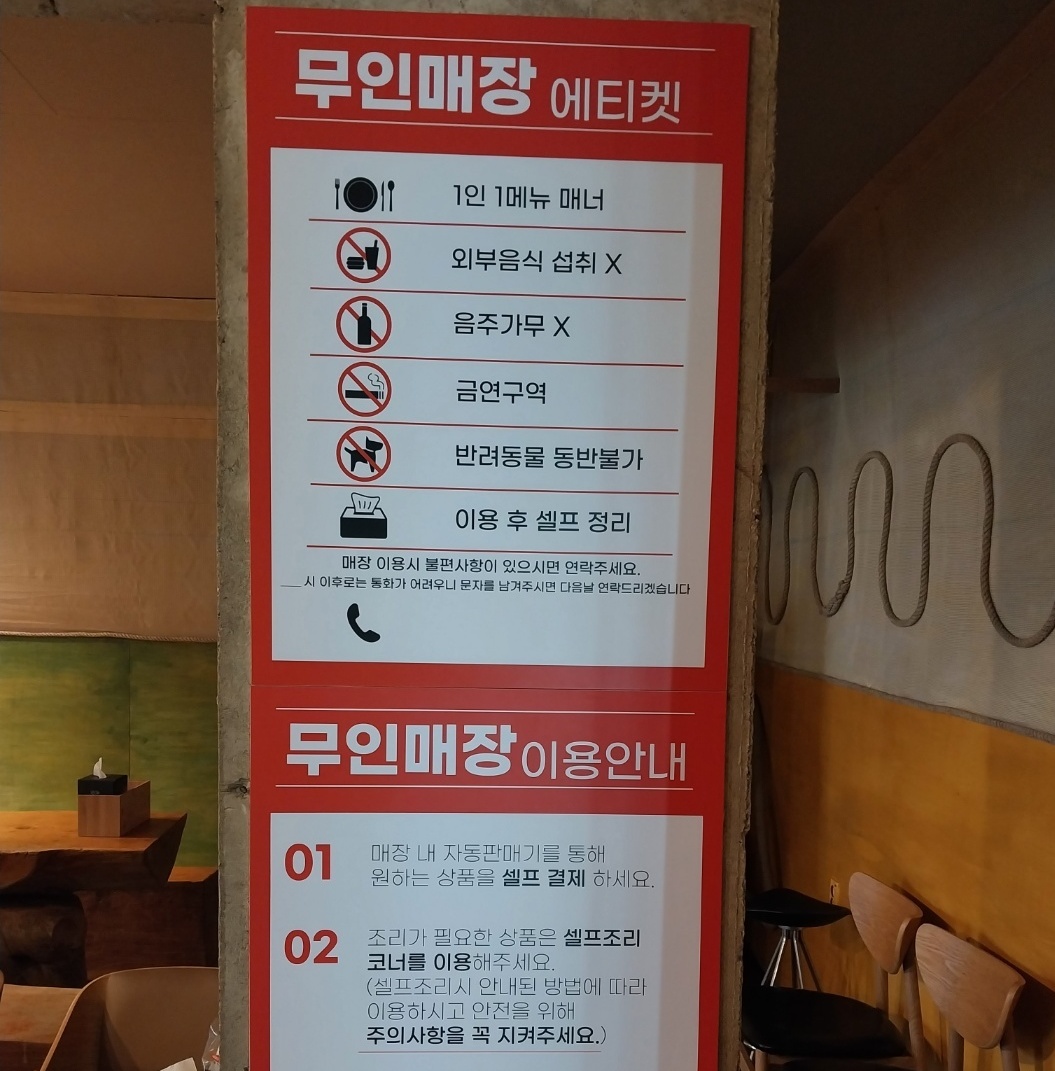 무인매장 에티켓
1인 1메뉴 매너
외부음식 섭취 X
음주가무 X
금연구역
반려동물 동반불가
이용 후 셀프 정리
매장 이용시 불편사항이 있으시면 연락주세요.
___시 이후로는 통화가 어려우니 문자를 남겨주시면 다음날 연락드리겠습니다
무인매장이용안내
01 매장 내 자동판매기를 통해
원하는 상품을 셀프 결제 하세요.
02 조리가 필요한 상품은 셀프조리
코너를 이용해주세요.
(셀프조리시 안내된 방법에 따라
이용하시고 안전을 위해
주의사항을 꼭 지켜주세요.)